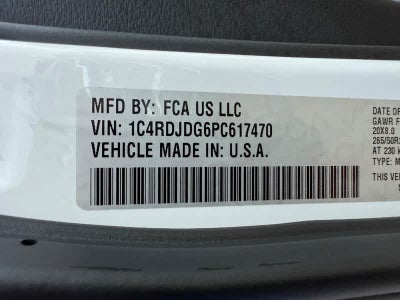 MFD BY: FCA US LLC
VIN: 1C4RDJDG6PC617470
VEHICLE MADE IN: U.S.A.
DATE OF
GAWR F
20X8.0
265/50R
AT 230 k
TYPE: M
THIS VE